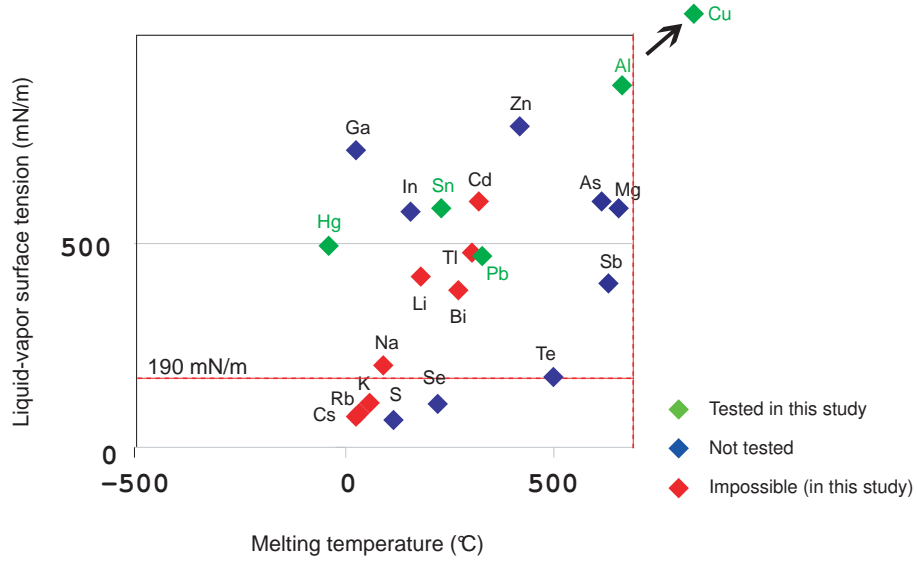 Cu
Al
Zn
Ga
Cd
As
Mg
In
Sn
Hg
500
Tl
Pb
Sb
Li
Bi
Na
Te
190 mN/m
K
Se
S
Rb
Cs
0
−500
0
500
Liquid-vapor surface tension (mN/m)
Melting temperature (°C)
Tested in this study
Not tested
Impossible (in this study)